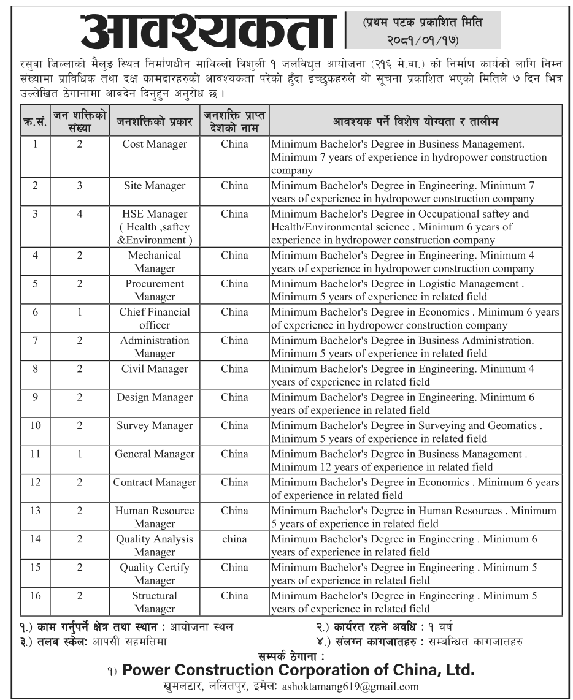 आवश्यकता
(प्रथम पटक प्रकाशित मिति
२०८१/०१/१७)
रसुवा जिल्लाको मैलुङ स्थित निर्माणधीन माथिल्लो त्रिशुली १ जलविधुत आयोजना (२१६ मे.वा.) को निर्माण कार्यको लागि निम्न
संख्यामा प्राविधिक तथा दक्ष कामदारहरुको आवश्यकता परेको हुँदा इच्छुकहरुले यो सूचना प्रकाशित भएको मितिले ७ दिन भित्र
उल्लेखित ठेगानामा आवदेन दिनुहुन अनुरोध छ ।
क्र.सं. जन शक्तिको संख्या जनशक्तिको प्रकार जनशक्ति प्राप्त देशको नाम आवश्यक पर्ने विशेष योग्यता र तालीम
1 2 Cost Manager China Minimum Bachelor's Degree in Business Management.
Minimum 7 years of experience in hydropower construction
company
2 3 Site Manager China Minimum Bachelor's Degree in Engineering. Minimum 7
years of experience in hydropower construction company
3 4 HSE Manager China Minimum Bachelor's Degree in Occupational saftey and
( Health ,saftey Health/Environmental science . Minimum 6 years of
&Environment ) experience in hydropower construction company
4 2 Mechanical China Minimum Bachelor's Degree in Engineering. Minimum 4
Manager years of experience in hydropower construction company
5 2 Procurement China Minimum Bachelor's Degree in Logistic Management .
Manager Minimum 5 years of experience in related field
6 1 Chief Financial China Minimum Bachelor's Degree in Economics . Minimum 6 years
officer of experience in hydropower construction company
7 2 Administration China Minimum Bachelor's Degree in Business Administration.
Manager Minimum 5 years of experience in related field
8 2 Civil Manager China Minimum Bachelor's Degree in Engineering. Minimum 4
years of experience in related field
9 2 Design Manager China Minimum Bachelor's Degree in Engineering. Minimum 6
years of experience in related field
10 2 Survey Manager China Minimum Bachelor's Degree in Surveying and Geomatics .
Minimum 5 years of experience in related field
11 1 General Manager China Minimum Bachelor's Degree in Business Management .
Minimum 12 years of experience in related field
12 2 Contract Manager China Minimum Bachelor's Degree in Economics . Minimum 6 years
of experience in related field
13 2 Human Resource China Minimum Bachelor's Degree in Human Resources . Minimum
Manager 5 years of experience in related field
14 2 Quality Analysis china Minimum Bachelor's Degree in Engineering . Minimum 6
Manager years of experience in related field
15 2 Quality Certify China Minimum Bachelor's Degree in Engineering . Minimum 5
Manager years of experience in related field
16 2 Structural China Minimum Bachelor's Degree in Engineering . Minimum 5
Manager years of experience in related field
१.) काम गर्नुपर्ने क्षेत्र तथा स्थान : आयोजना स्थल २.) कार्यरत रहने अवधि : १ वर्ष
३.) तलब स्केल: आपसी सहमतिमा ४.) संलग्न कागजातहरु : सम्बन्धित कागजातहरु
सम्पर्क ठेगाना :
१) Power Construction Corporation of China, Ltd.
खुमलटार, ललितपुर, इमेल: ashoktamang619@gmail.com